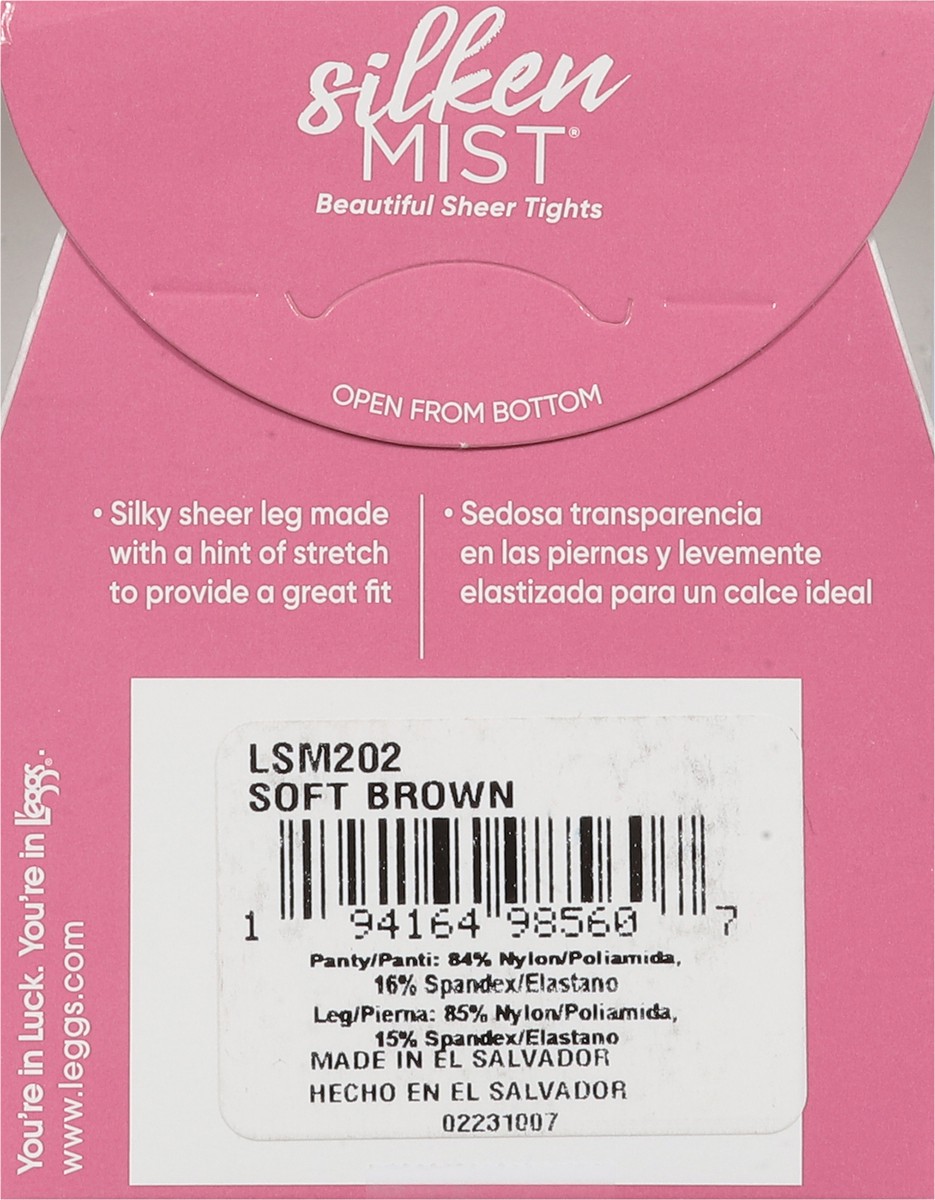 silken
MIST®
Beautiful Sheer Tights
OPEN FROM BOTTOM
• Silky sheer leg made
with a hint of stretch
to provide a great fit
• Sedosa transparencia
en las piernas y levemente
elastizada para un calce ideal
You're in Luck. You're in L'eggs®.
www.leggs.com
LSM202
SOFT BROWN
1 94164 98560 7
Panty/Panti: 84% Nylon/Poliamida,
16% Spandex/Elastano
Leg/Pierna: 85% Nylon/Poliamida,
15% Spandex/Elastano
MADE IN EL SALVADOR
HECHO EN EL SALVADOR
02231007